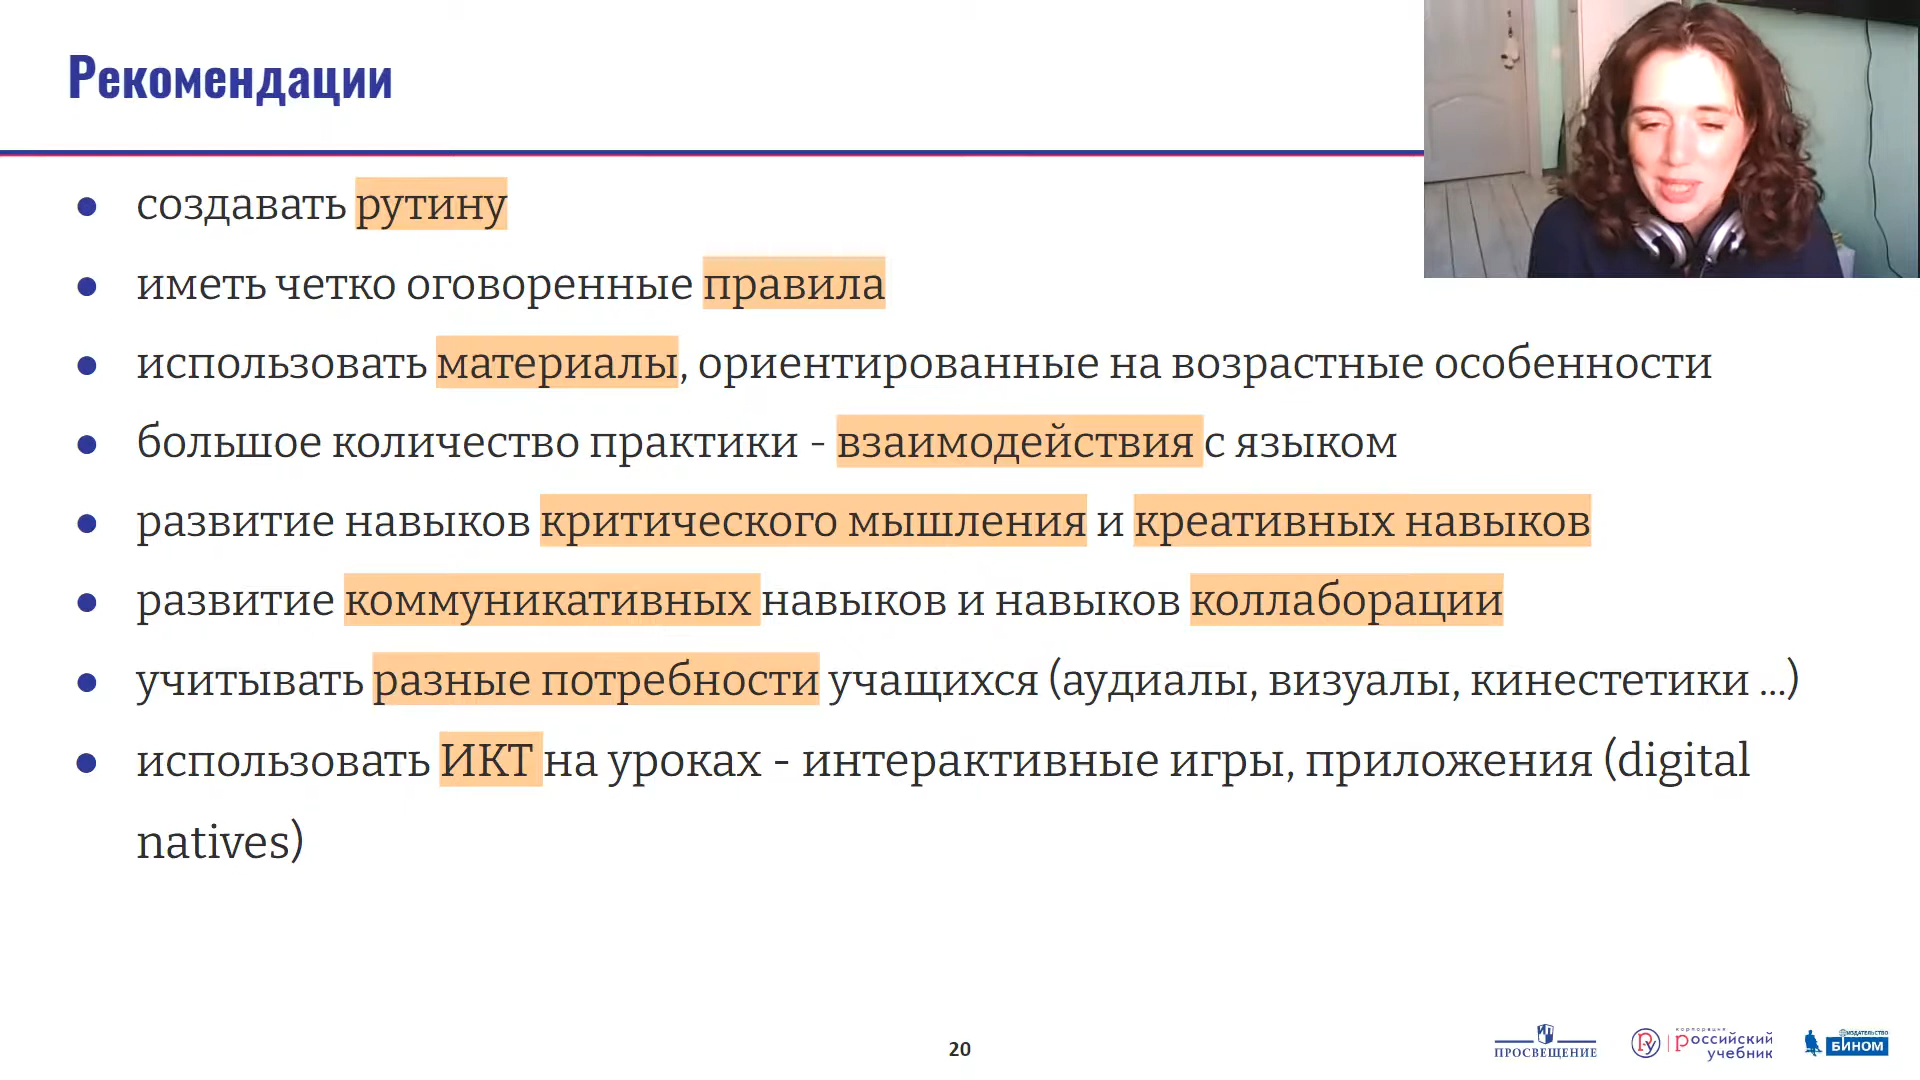 Рекомендации
● создавать рутину
● иметь четко оговоренные правила
● использовать материалы, ориентированные на возрастные особенности
● большое количество практики - взаимодействия с языком
● развитие навыков критического мышления и креативных навыков
● развитие коммуникативных навыков и навыков коллаборации
● учитывать разные потребности учащихся (аудиалы, визуалы, кинестетики ...)
● использовать ИКТ на уроках - интерактивные игры, приложения (digital
natives)
20
ПРОСВЕЩЕНИЕ
корпорация
российский
учебник
ИЗДАТЕЛЬСТВО
БИНОМ